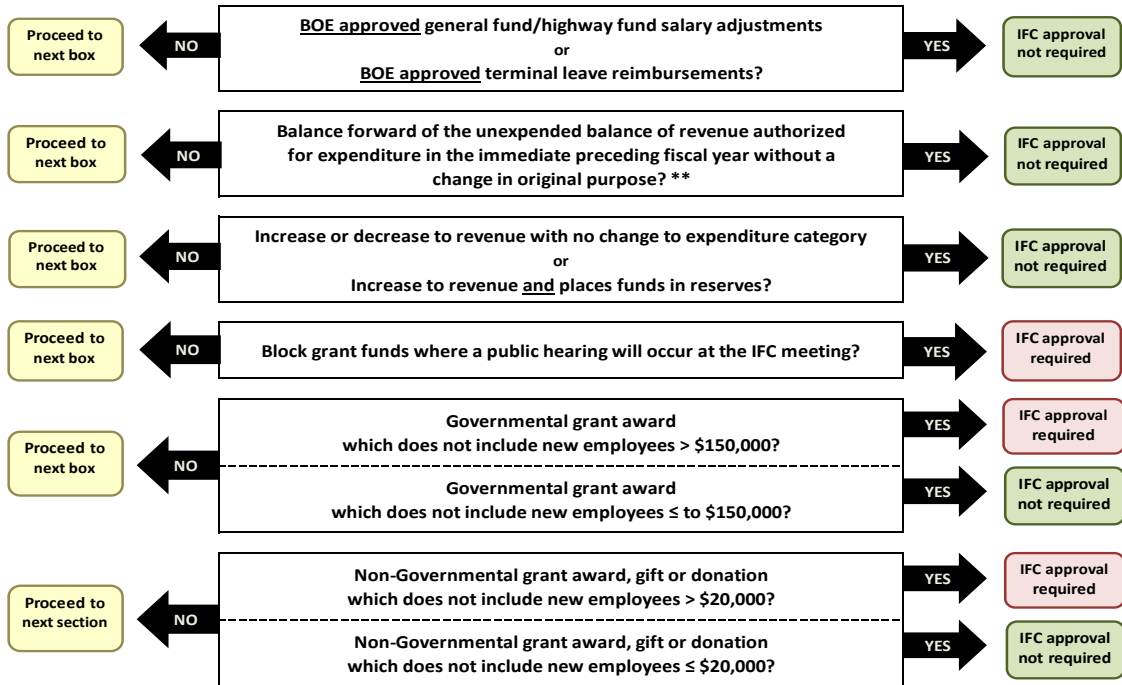 BOE approved general fund/highway fund salary adjustments
or
BOE approved terminal leave reimbursements?
Proceed to
next box
NO
YES
IFC approval
not required
Balance forward of the unexpended balance of revenue authorized
for expenditure in the immediate preceding fiscal year without a
change in original purpose? **
Proceed to
next box
NO
YES
IFC approval
not required
Increase or decrease to revenue with no change to expenditure category
or
Increase to revenue and places funds in reserves?
Proceed to
next box
NO
YES
IFC approval
not required
Block grant funds where a public hearing will occur at the IFC meeting?
Proceed to
next box
NO
YES
IFC approval
required
Governmental grant award
which does not include new employees > $150,000?
YES
IFC approval
required
Proceed to
next box
NO
Governmental grant award
which does not include new employees ≤ to $150,000?
YES
IFC approval
not required
Non-Governmental grant award, gift or donation
which does not include new employees > $20,000?
YES
IFC approval
required
Proceed to
next section
NO
Non-Governmental grant award, gift or donation
which does not include new employees ≤ $20,000?
YES
IFC approval
not required